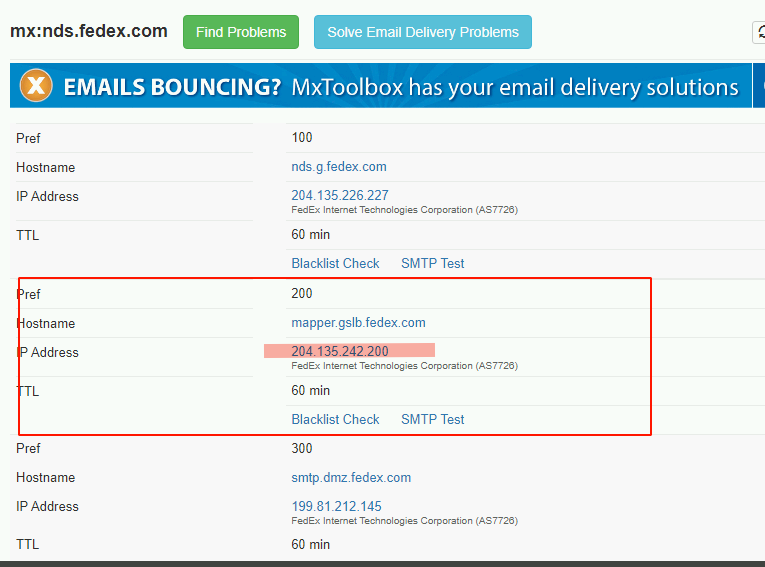 mx:nds.fedex.com Find Problems Solve Email Delivery Problems
X EMAILS BOUNCING? MxToolbox has your email delivery solutions
Pref 100
Hostname nds.g.fedex.com
IP Address 204.135.226.227
FedEx Internet Technologies Corporation (AS7726)
TTL 60 min
Blacklist Check SMTP Test
Pref 200
Hostname mapper.gslb.fedex.com
IP Address 204.135.242.200
FedEx Internet Technologies Corporation (AS7726)
TTL 60 min
Blacklist Check SMTP Test
Pref 300
Hostname smtp.dmz.fedex.com
IP Address 199.81.212.145
FedEx Internet Technologies Corporation (AS7726)
TTL 60 min